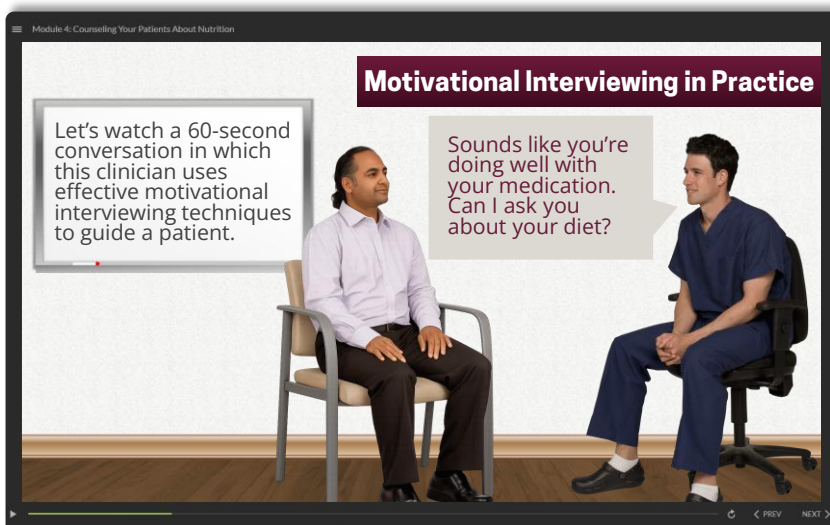 Module 4: Counseling Your Patients About Nutrition
Motivational Interviewing in Practice
Let's watch a 60-second
conversation in which
this clinician uses
effective motivational
interviewing techniques
to guide a patient.
Sounds like you're
doing well with
your medication.
Can I ask you
about your diet?
PREV NEXT